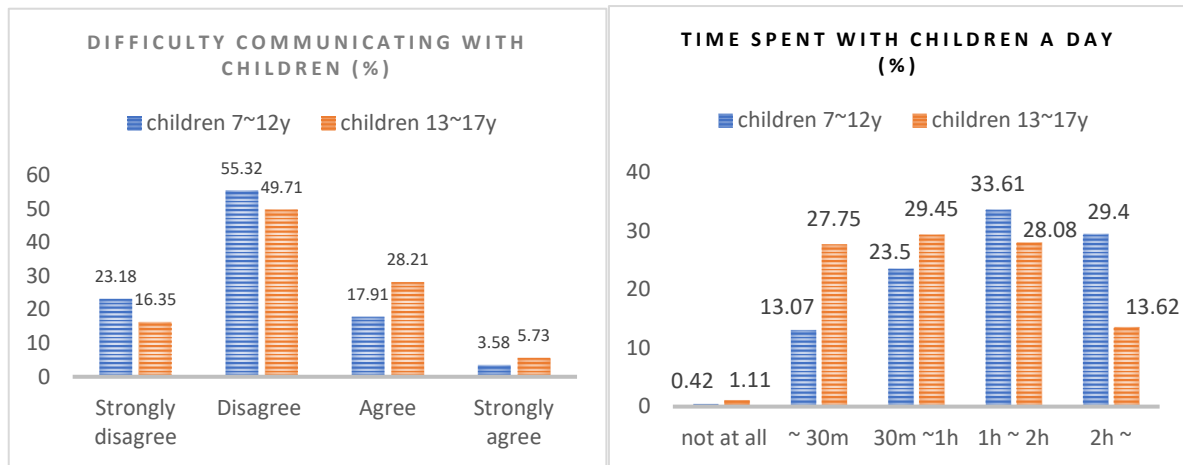 DIFFICULTY COMMUNICATING WITH
CHILDREN (%)
children 7~12y children 13~17y
60
50
40
30
20
10
0
23.18
16.35
55.32
49.71
17.91
28.21
3.58
5.73
Strongly
disagree
Disagree
Agree
Strongly
agree
TIME SPENT WITH CHILDREN A DAY
(%)
children 7~12y children 13~17y
40
30
20
10
0
0.42
1.11
13.07
27.75
23.5
29.45
33.61
28.08
29.4
13.62
not at all
~ 30m
30m ~1h
1h ~ 2h
2h ~